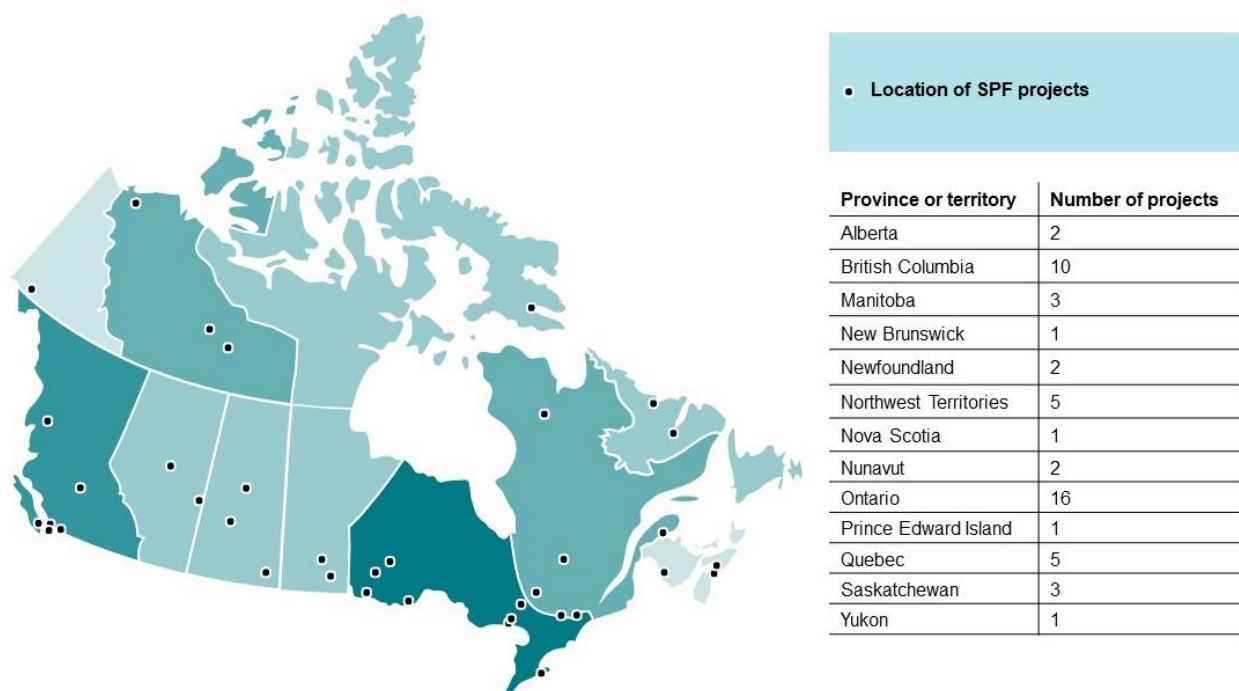 Location of SPF projects
Province or territory Number of projects
Alberta 2
British Columbia 10
Manitoba 3
New Brunswick 1
Newfoundland 2
Northwest Territories 5
Nova Scotia 1
Nunavut 2
Ontario 16
Prince Edward Island 1
Quebec 5
Saskatchewan 3
Yukon 1